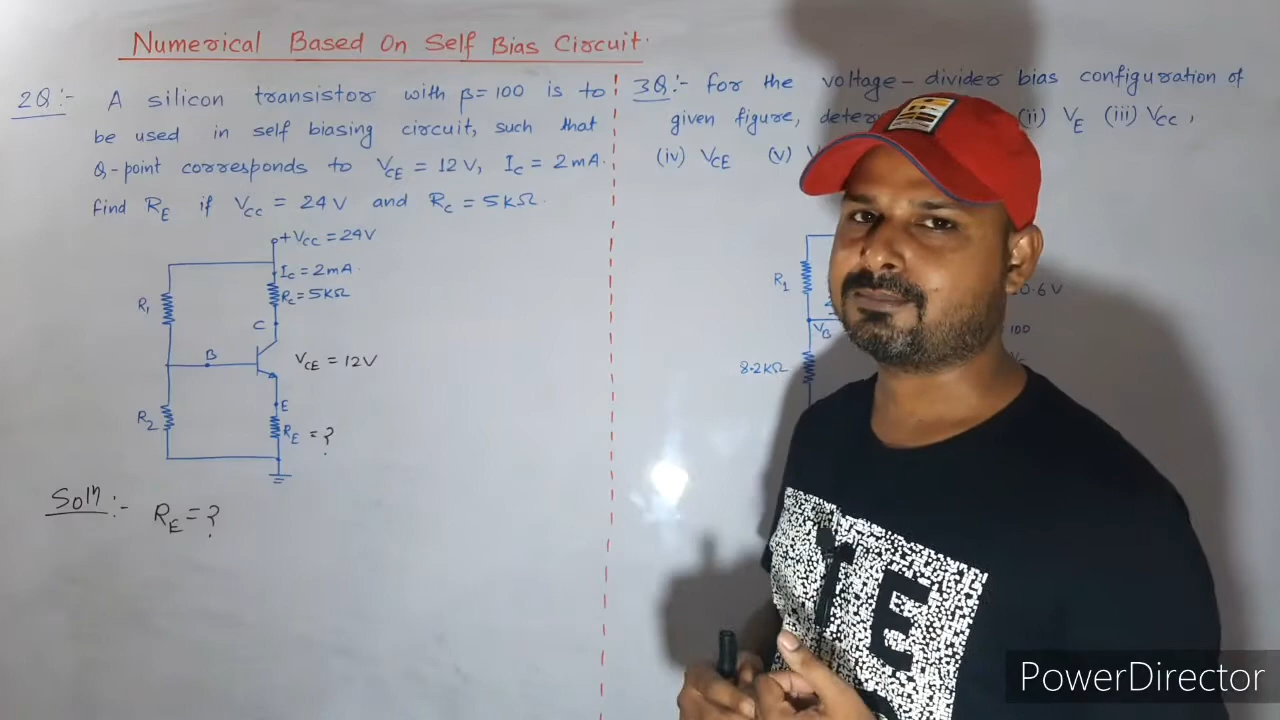 Numerical Based On Self Bias Circuit.
2Q:- A silicon transistor with β=100 is to
be used in self biasing circuit, such that
Q-point corresponds to VCE = 12V, IC = 2mA.
find RE if VCC = 24V and RC = 5kΩ.
+VCC = 24V
IC = 2mA.
RC = 5kΩ
R1
C
B
VCE = 12V
E
R2
RE = ?
Soln:- RE = ?
3Q:- for the voltage-divider bias configuration of
given figure, (ii) VE (iii) VCC,
(iv) VCE (v)
R1
0.6V
VB
100
8.2kΩ
TE
PowerDirector